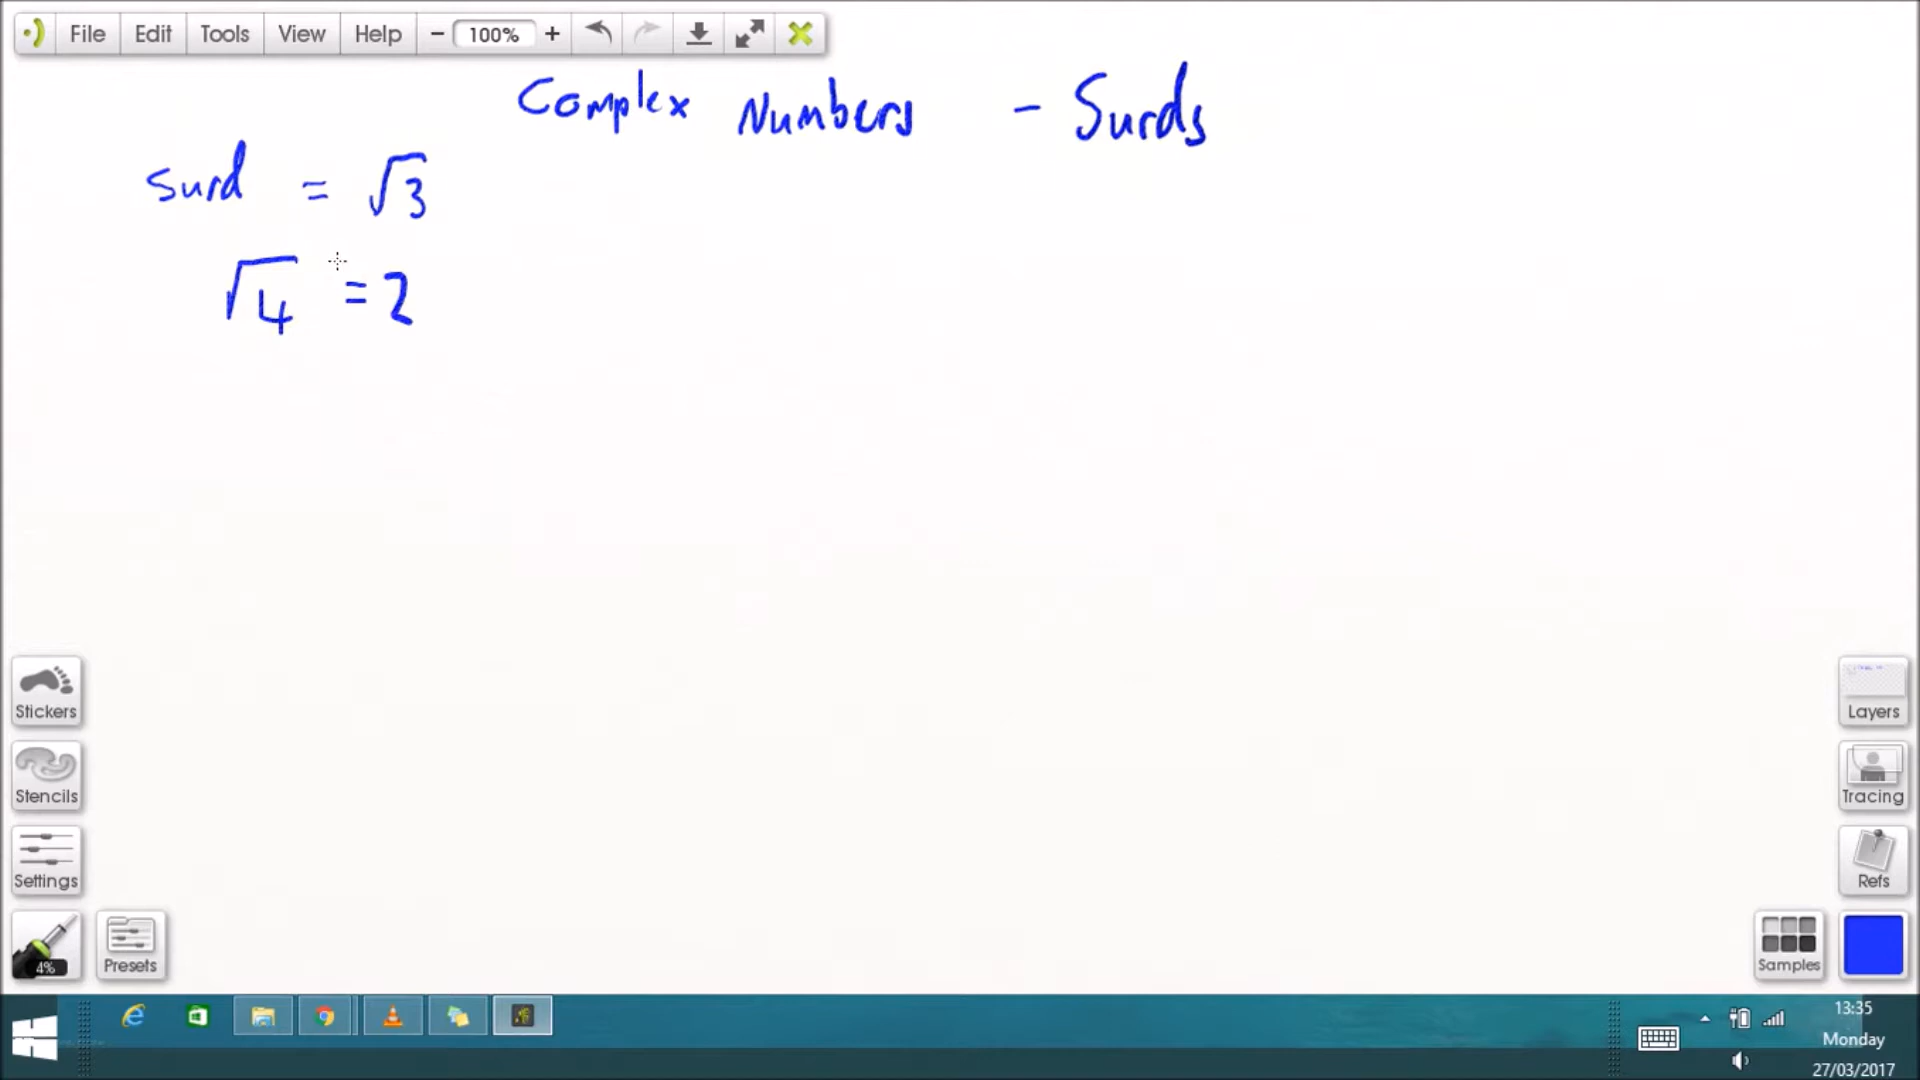 File Edit Tools View Help − 100% +
Complex Numbers - Surds
surd = √3
√4 = 2
Stickers
Layers
Stencils
Tracing
Settings
Refs
4%
Presets
Samples
13:35
Monday
27/03/2017